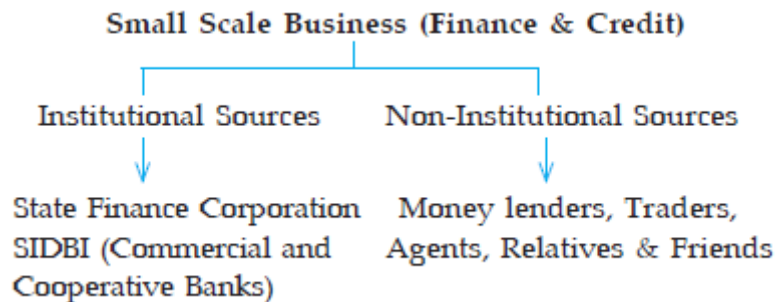 Small Scale Business (Finance & Credit)
Institutional Sources
Non-Institutional Sources
State Finance Corporation
SIDBI (Commercial and
Cooperative Banks)
Money lenders, Traders,
Agents, Relatives & Friends